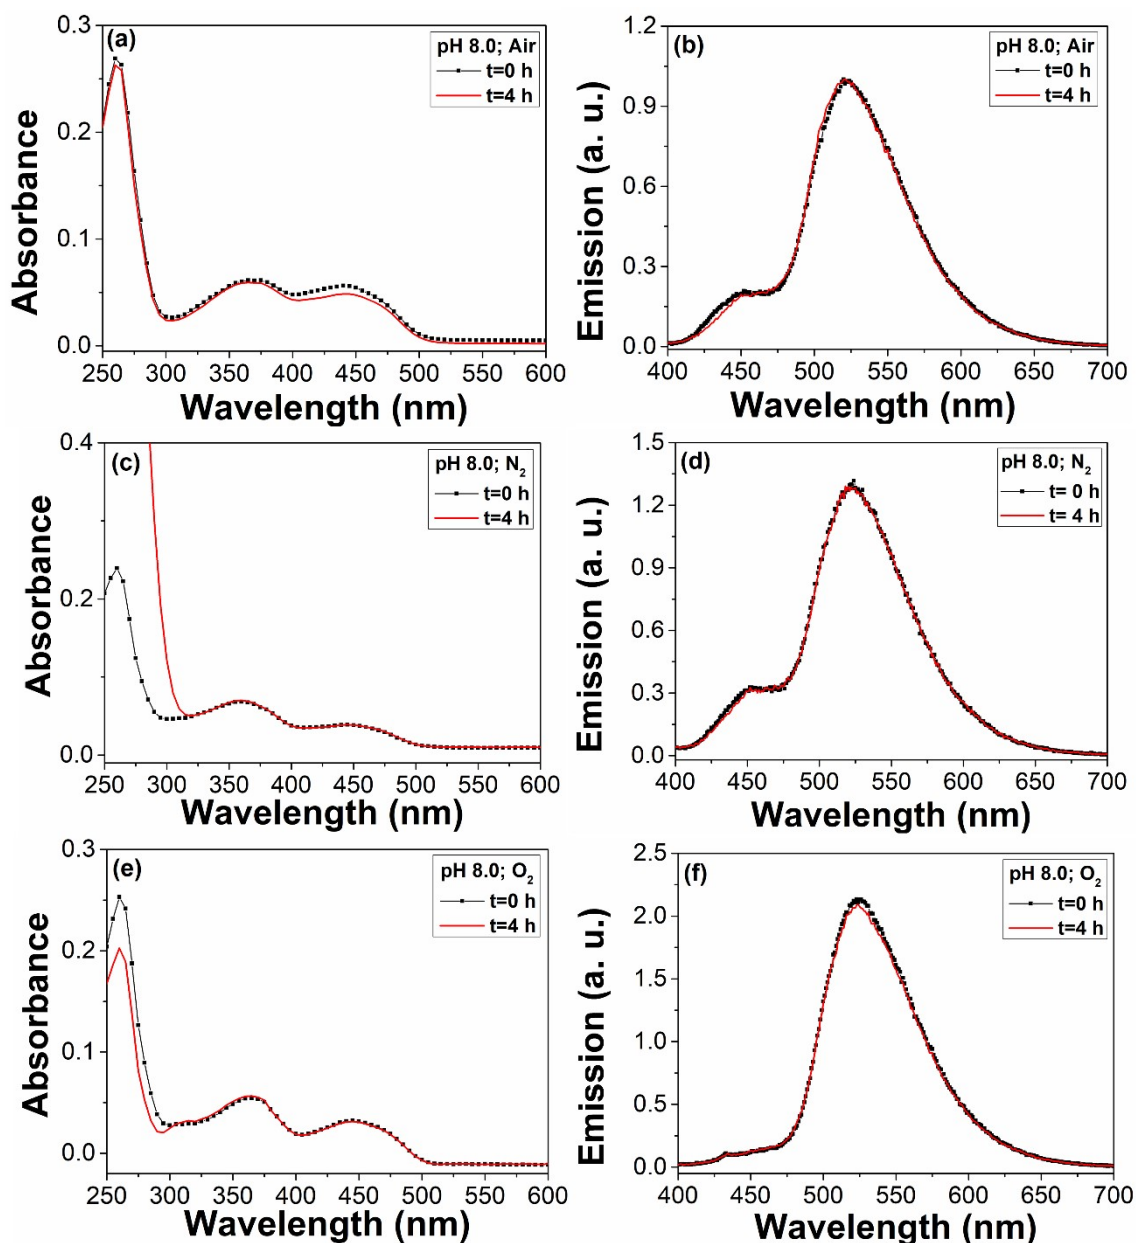 (a)
pH 8.0; Air
t=0 h
t=4 h
Absorbance
0.3
0.2
0.1
0.0
250 300 350 400 450 500 550 600
Wavelength (nm)
(b)
pH 8.0; Air
t=0 h
t=4 h
Emission (a. u.)
1.2
0.9
0.6
0.3
0.0
400 450 500 550 600 650 700
Wavelength (nm)
(c)
pH 8.0; N₂
t=0 h
t=4 h
Absorbance
0.4
0.2
0.0
250 300 350 400 450 500 550 600
Wavelength (nm)
(d)
pH 8.0; N₂
t= 0 h
t= 4 h
Emission (a. u.)
1.5
1.2
0.9
0.6
0.3
0.0
400 450 500 550 600 650 700
Wavelength (nm)
(e)
pH 8.0; O₂
t=0 h
t=4 h
Absorbance
0.3
0.2
0.1
0.0
250 300 350 400 450 500 550 600
Wavelength (nm)
(f)
pH 8.0; O₂
t=0 h
t=4 h
Emission (a. u.)
2.5
2.0
1.5
1.0
0.5
0.0
400 450 500 550 600 650 700
Wavelength (nm)